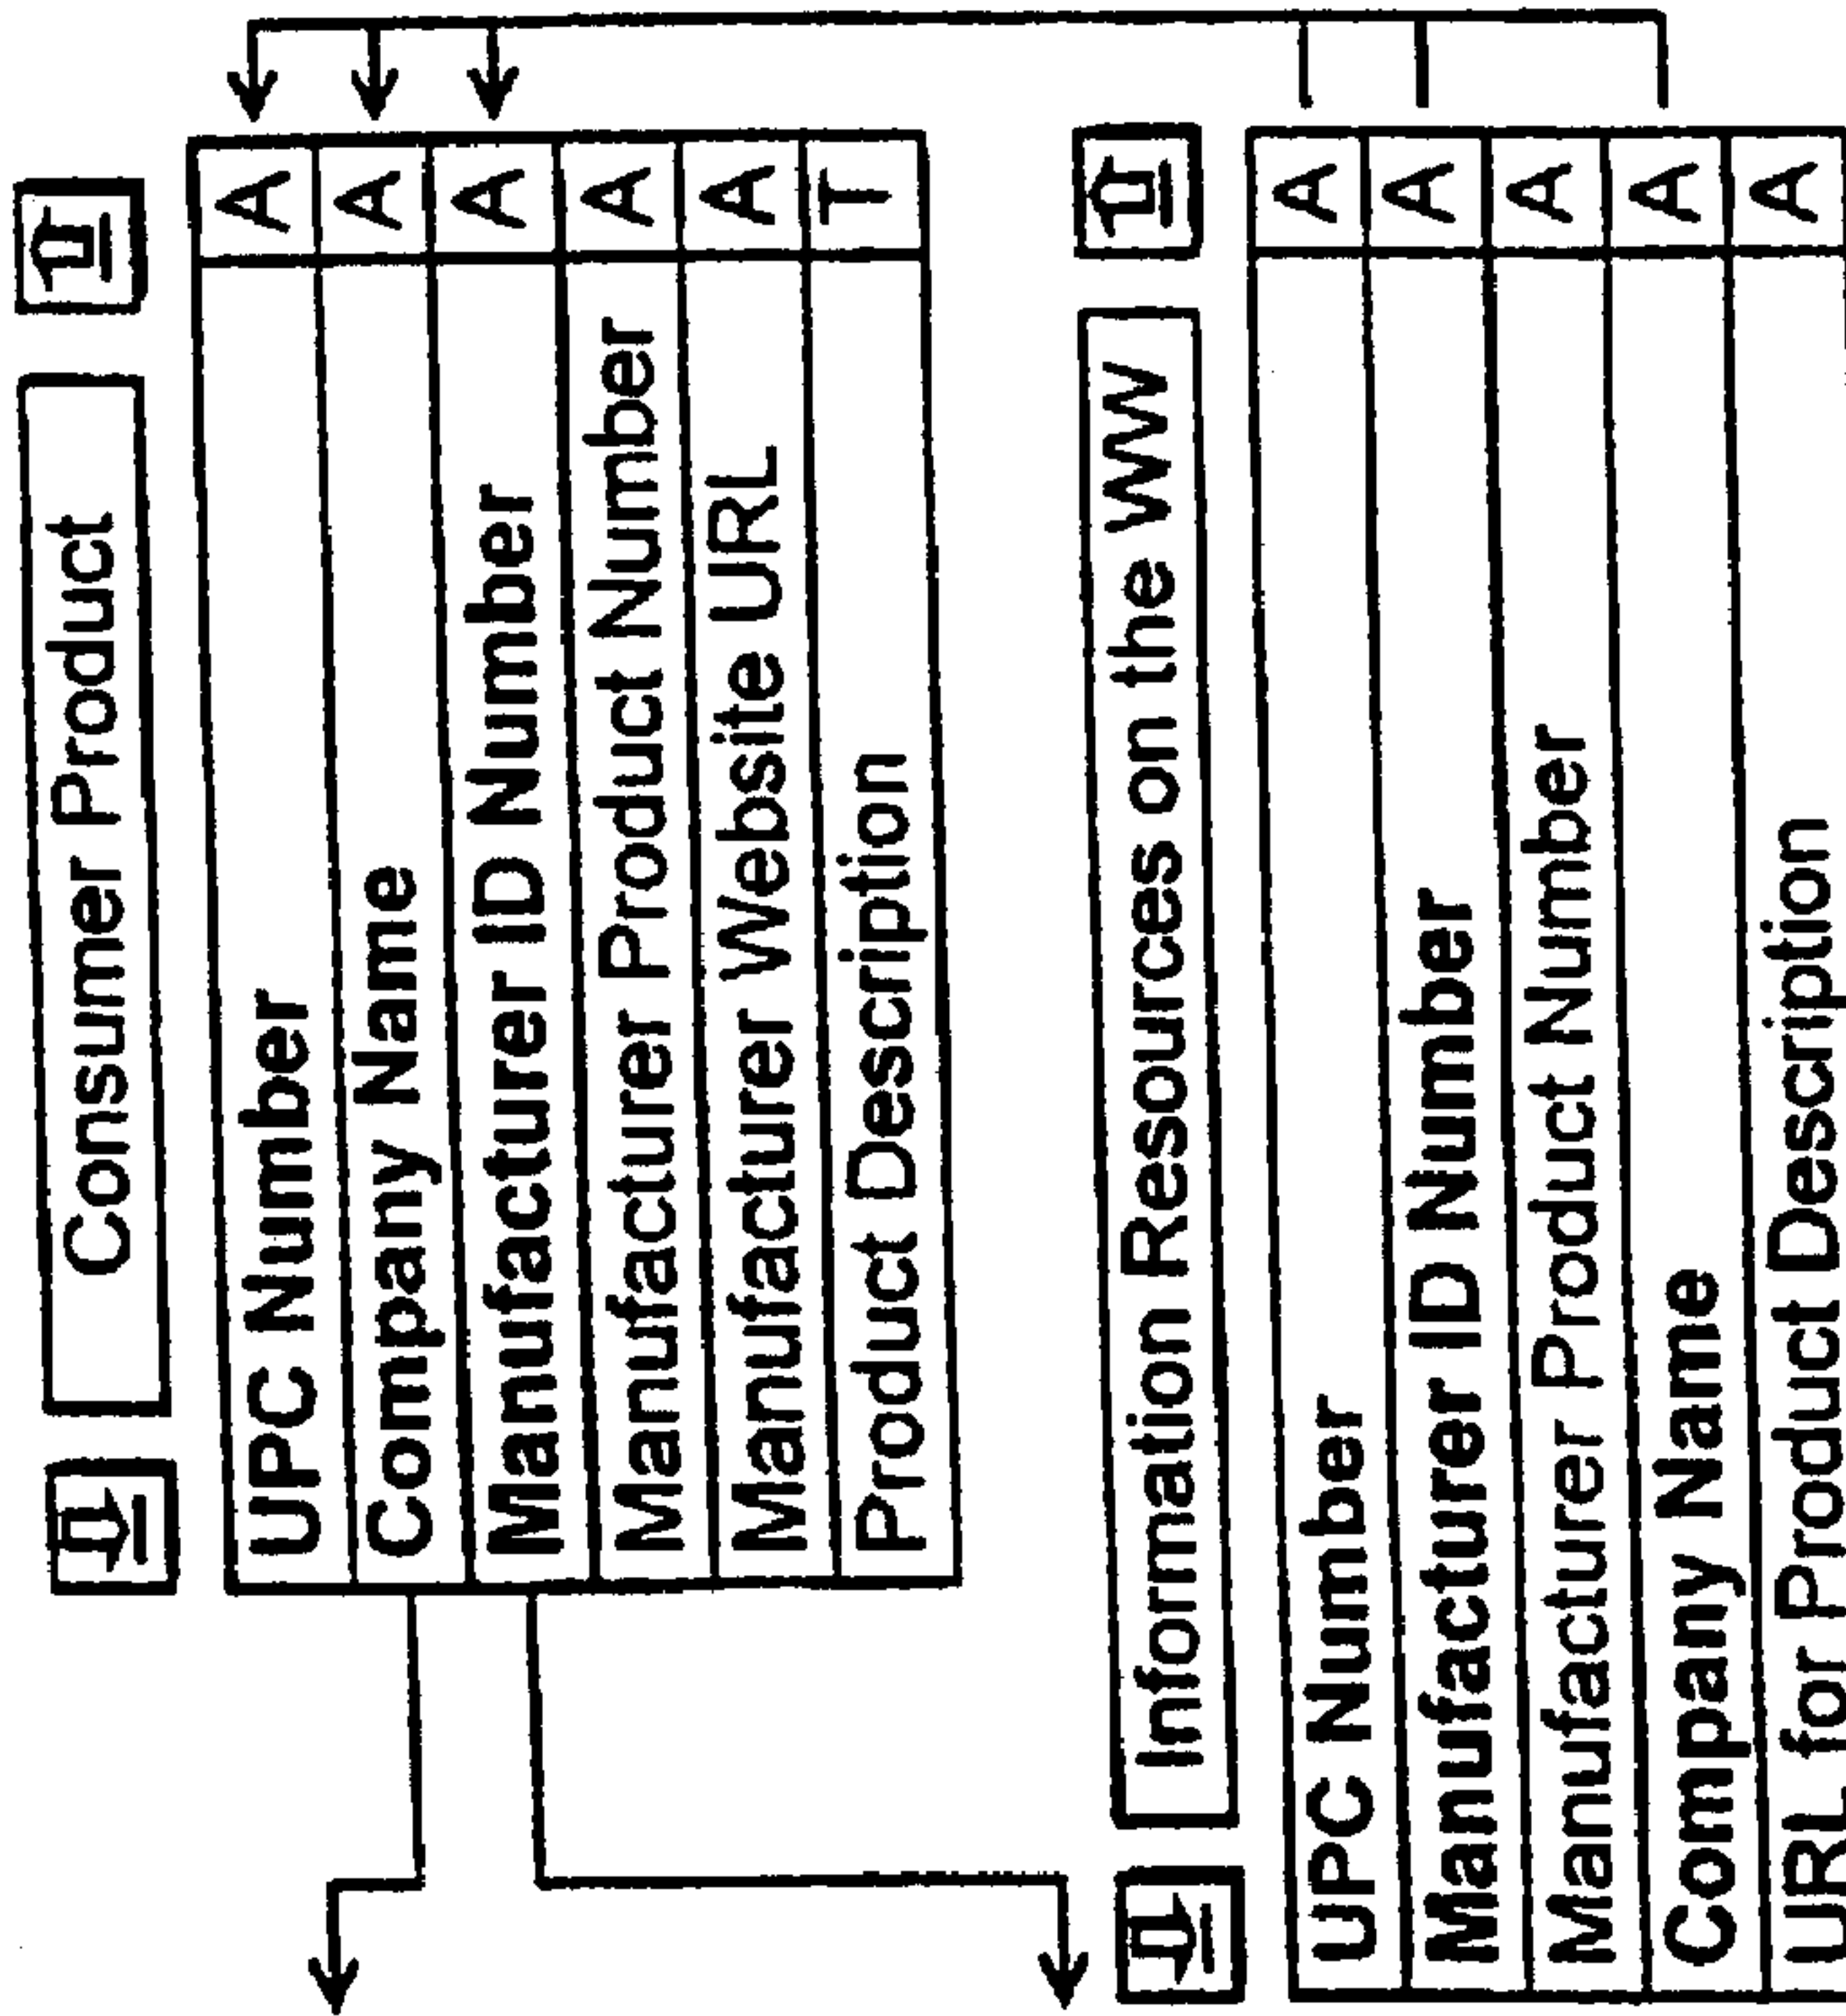 Consumer Product
UPC Number A
Company Name A
Manufacturer ID Number A
Manufacturer Product Number A
Manufacturer Website URL A
Product Description T
Information Resources on the WWW
UPC Number A
Manufacturer ID Number A
Manufacturer Product Number A
Company Name A
URL for Product Description A